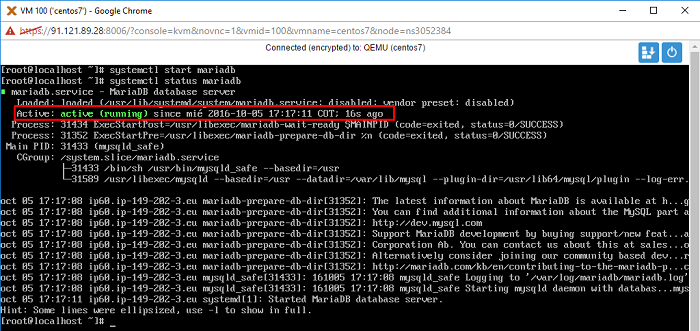 VM 100 ('centos7') - Google Chrome
https://91.121.89.28:8006/?console=kvm&novnc=1&vmid=100&vmname=centos7&node=ns3052384
Connected (encrypted) to: QEMU (centos7)
[root@localhost ~]# systemctl start mariadb
[root@localhost ~]# systemctl status mariadb
mariadb.service - MariaDB database server
Loaded: loaded (/usr/lib/systemd/system/mariadb.service; disabled; vendor preset: disabled)
Active: active (running) since mié 2016-10-05 17:17:11 COT; 16s ago
Process: 31434 ExecStartPost=/usr/libexec/mariadb-wait-ready $MAINPID (code=exited, status=0/SUCCESS)
Process: 31352 ExecStartPre=/usr/libexec/mariadb-prepare-db-dir %n (code=exited, status=0/SUCCESS)
Main PID: 31433 (mysqld_safe)
CGroup: /system.slice/mariadb.service
├─31433 /bin/sh /usr/bin/mysqld_safe --basedir=/usr
└─31589 /usr/libexec/mysqld --basedir=/usr --datadir=/var/lib/mysql --plugin-dir=/usr/lib64/mysql/plugin --log-err...
oct 05 17:17:08 ip60.ip-149-202-3.eu mariadb-prepare-db-dir[31352]: The latest information about MariaDB is available at h...g
oct 05 17:17:08 ip60.ip-149-202-3.eu mariadb-prepare-db-dir[31352]: You can find additional information about the MySQL part a
oct 05 17:17:08 ip60.ip-149-202-3.eu mariadb-prepare-db-dir[31352]: http://dev.mysql.com
oct 05 17:17:08 ip60.ip-149-202-3.eu mariadb-prepare-db-dir[31352]: Support MariaDB development by buying support/new feat...a
oct 05 17:17:08 ip60.ip-149-202-3.eu mariadb-prepare-db-dir[31352]: Corporation Ab. You can contact us about this at sales...o
oct 05 17:17:08 ip60.ip-149-202-3.eu mariadb-prepare-db-dir[31352]: Alternatively consider joining our community based dev...r
oct 05 17:17:08 ip60.ip-149-202-3.eu mariadb-prepare-db-dir[31352]: http://mariadb.com/kb/en/contributing-to-the-mariadb-p...c
oct 05 17:17:08 ip60.ip-149-202-3.eu mysqld_safe[31433]: 161005 17:17:08 mysqld_safe Logging to '/var/log/mariadb/mariadb.log'
oct 05 17:17:08 ip60.ip-149-202-3.eu mysqld_safe[31433]: 161005 17:17:08 mysqld_safe Starting mysqld daemon with databas...mys
oct 05 17:17:11 ip60.ip-149-202-3.eu systemd[1]: Started MariaDB database server.
Hint: Some lines were ellipsized, use -l to show in full.
[root@localhost ~]# _